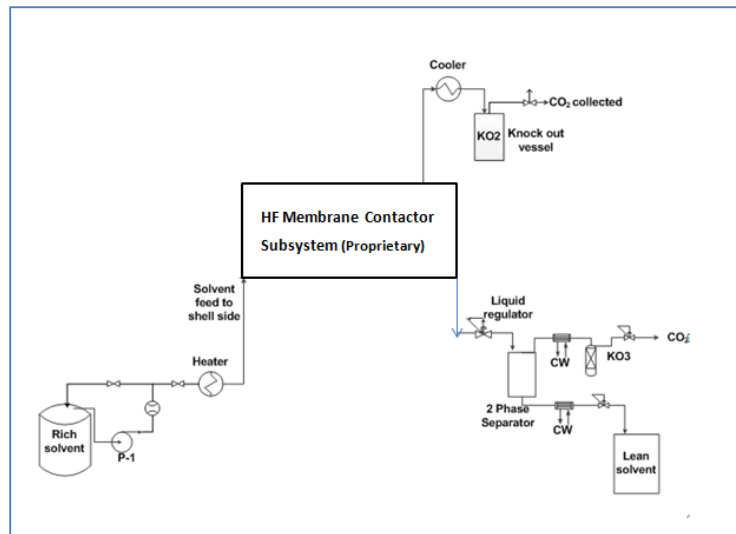 Cooler
CO₂ collected
KO2
Knock out
vessel
HF Membrane Contactor
Subsystem (Proprietary)
Solvent
feed to
shell side
Liquid
regulator
Heater
CO₂
CW
KO3
2 Phase
Separator
CW
Rich
solvent
P-1
Lean
solvent